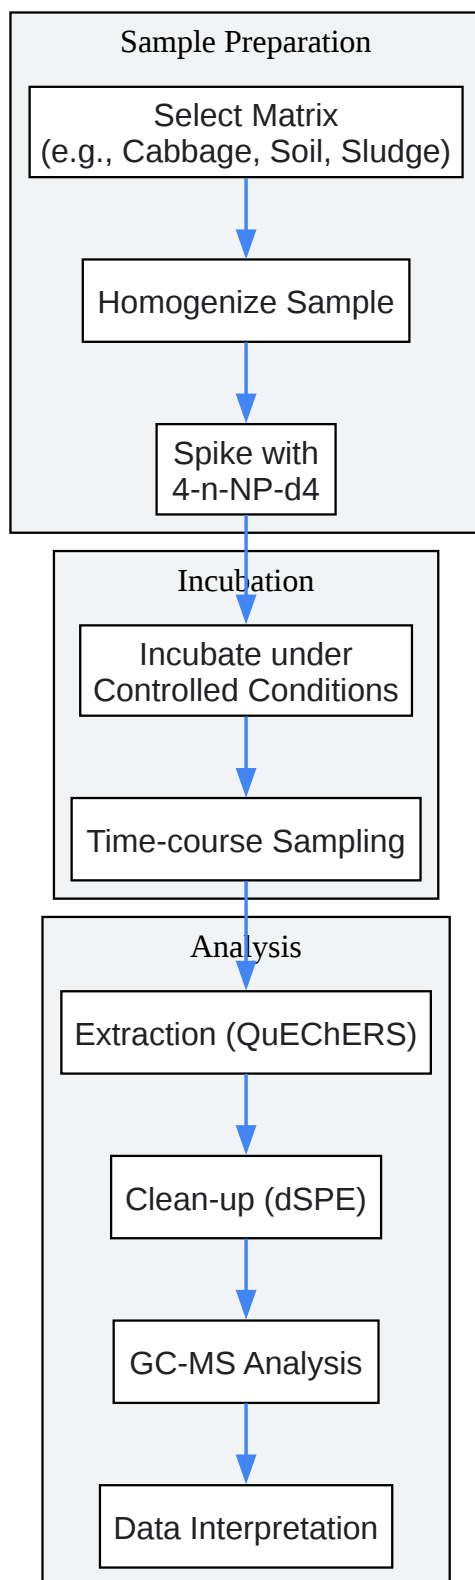 Sample Preparation
Select Matrix
(e.g., Cabbage, Soil, Sludge)
Homogenize Sample
Spike with
4-n-NP-d4
Incubation
Incubate under
Controlled Conditions
Time-course Sampling
Analysis
Extraction (QuEChERS)
Clean-up (dSPE)
GC-MS Analysis
Data Interpretation